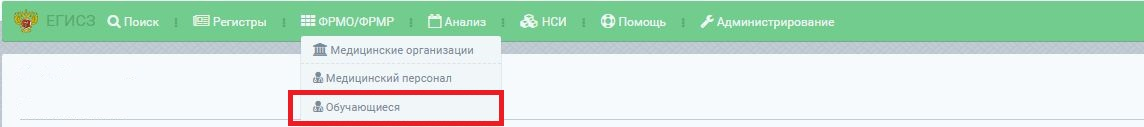 ЕГИСЗ Поиск Регистры ФРМО/ФРМР Анализ НСИ Помощь Администрирование
Медицинские организации
Медицинский персонал
Обучающиеся